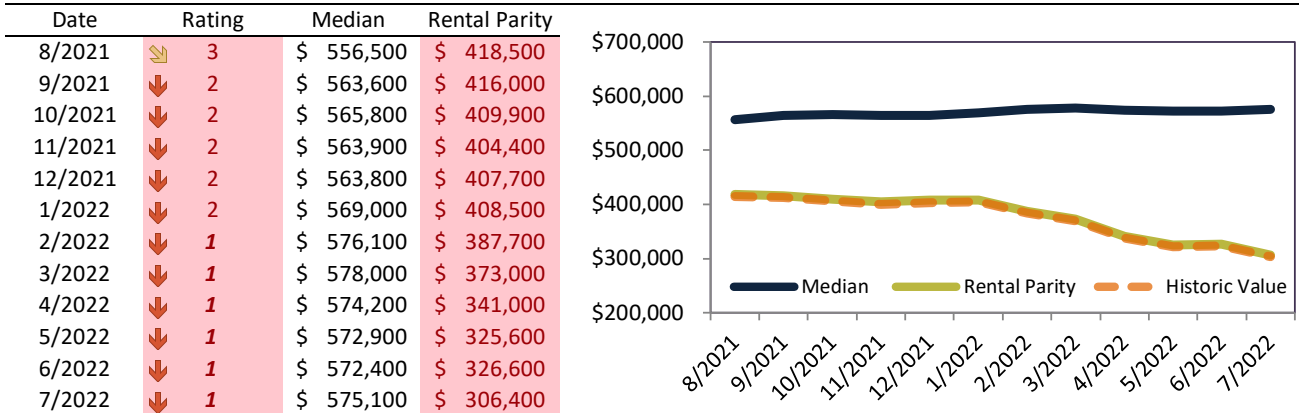 Date Rating Median Rental Parity
8/2021 3 $ 556,500 $ 418,500
9/2021 2 $ 563,600 $ 416,000
10/2021 2 $ 565,800 $ 409,900
11/2021 2 $ 563,900 $ 404,400
12/2021 2 $ 563,800 $ 407,700
1/2022 2 $ 569,000 $ 408,500
2/2022 1 $ 576,100 $ 387,700
3/2022 1 $ 578,000 $ 373,000
4/2022 1 $ 574,200 $ 341,000
5/2022 1 $ 572,900 $ 325,600
6/2022 1 $ 572,400 $ 326,600
7/2022 1 $ 575,100 $ 306,400
$700,000
$600,000
$500,000
$400,000
$300,000
$200,000
Median Rental Parity Historic Value
8/2021 9/2021 10/2021 11/2021 12/2021 1/2022 2/2022 3/2022 4/2022 5/2022 6/2022 7/2022